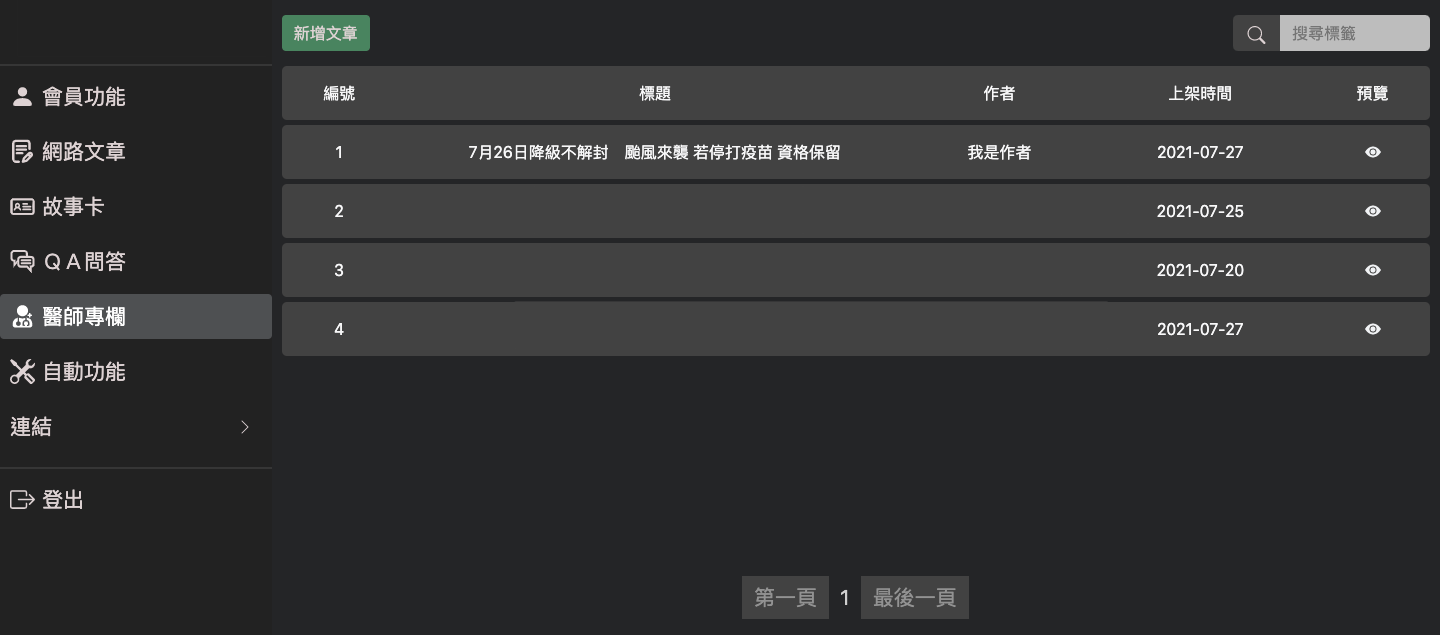 新增文章
搜尋標籤
會員功能
網路文章
故事卡
ＱＡ問答
醫師專欄
自動功能
連結
登出
編號 標題 作者 上架時間 預覽
1 7月26日降級不解封　颱風來襲 若停打疫苗 資格保留 我是作者 2021-07-27
2 2021-07-25
3 2021-07-20
4 2021-07-27
第一頁 1 最後一頁